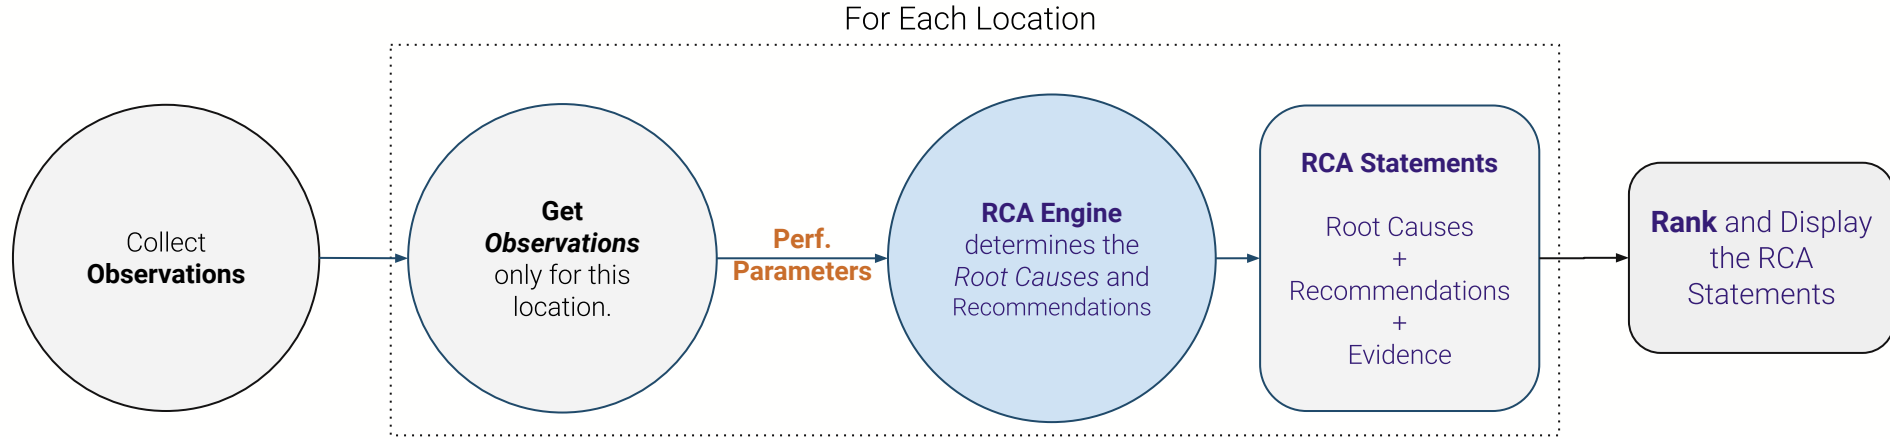 For Each Location
Collect
Observations
Get
Observations
only for this
location.
Perf.
Parameters
RCA Engine
determines the
Root Causes and
Recommendations
RCA Statements
Root Causes
+
Recommendations
+
Evidence
Rank and Display
the RCA
Statements